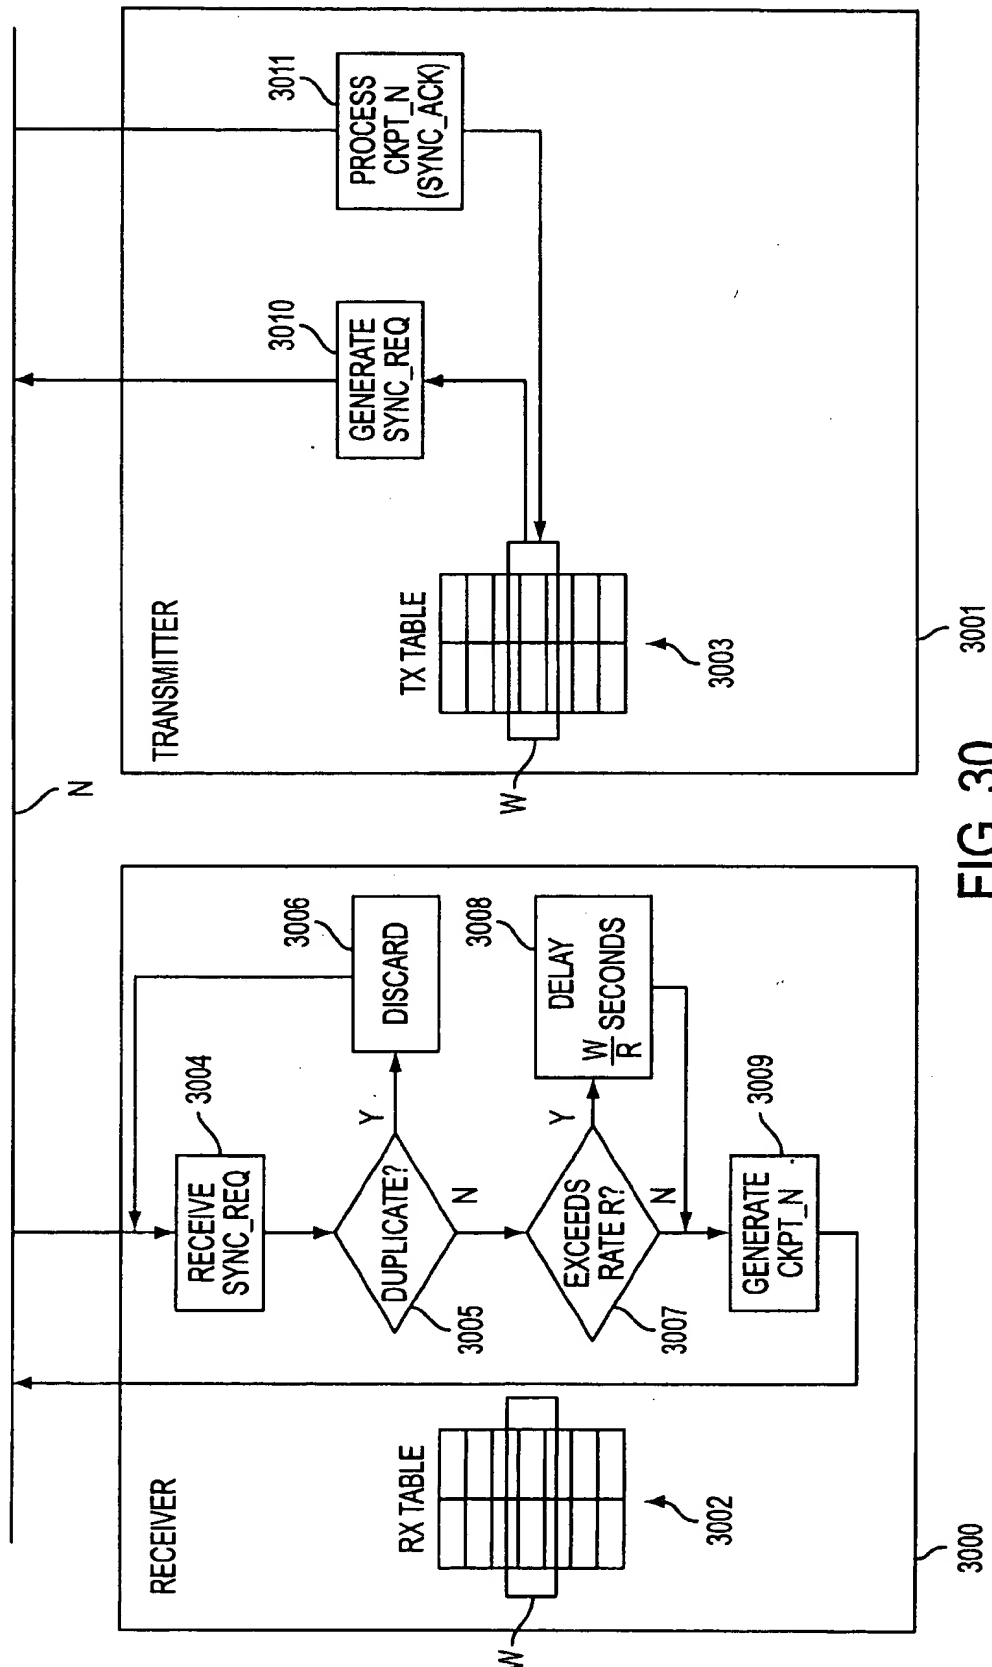 RECEIVER
RX TABLE
W
3002
3000
RECEIVE
SYNC_REQ
3004
DUPLICATE?
3005
Y
N
DISCARD
3006
EXCEEDS
RATE R?
3007
Y
N
DELAY
W
R
SECONDS
3008
GENERATE
CKPT_N
3009
N
TRANSMITTER
TX TABLE
W
3003
3001
GENERATE
SYNC_REQ
3010
PROCESS
CKPT_N
(SYNC_ACK)
3011
FIG. 30